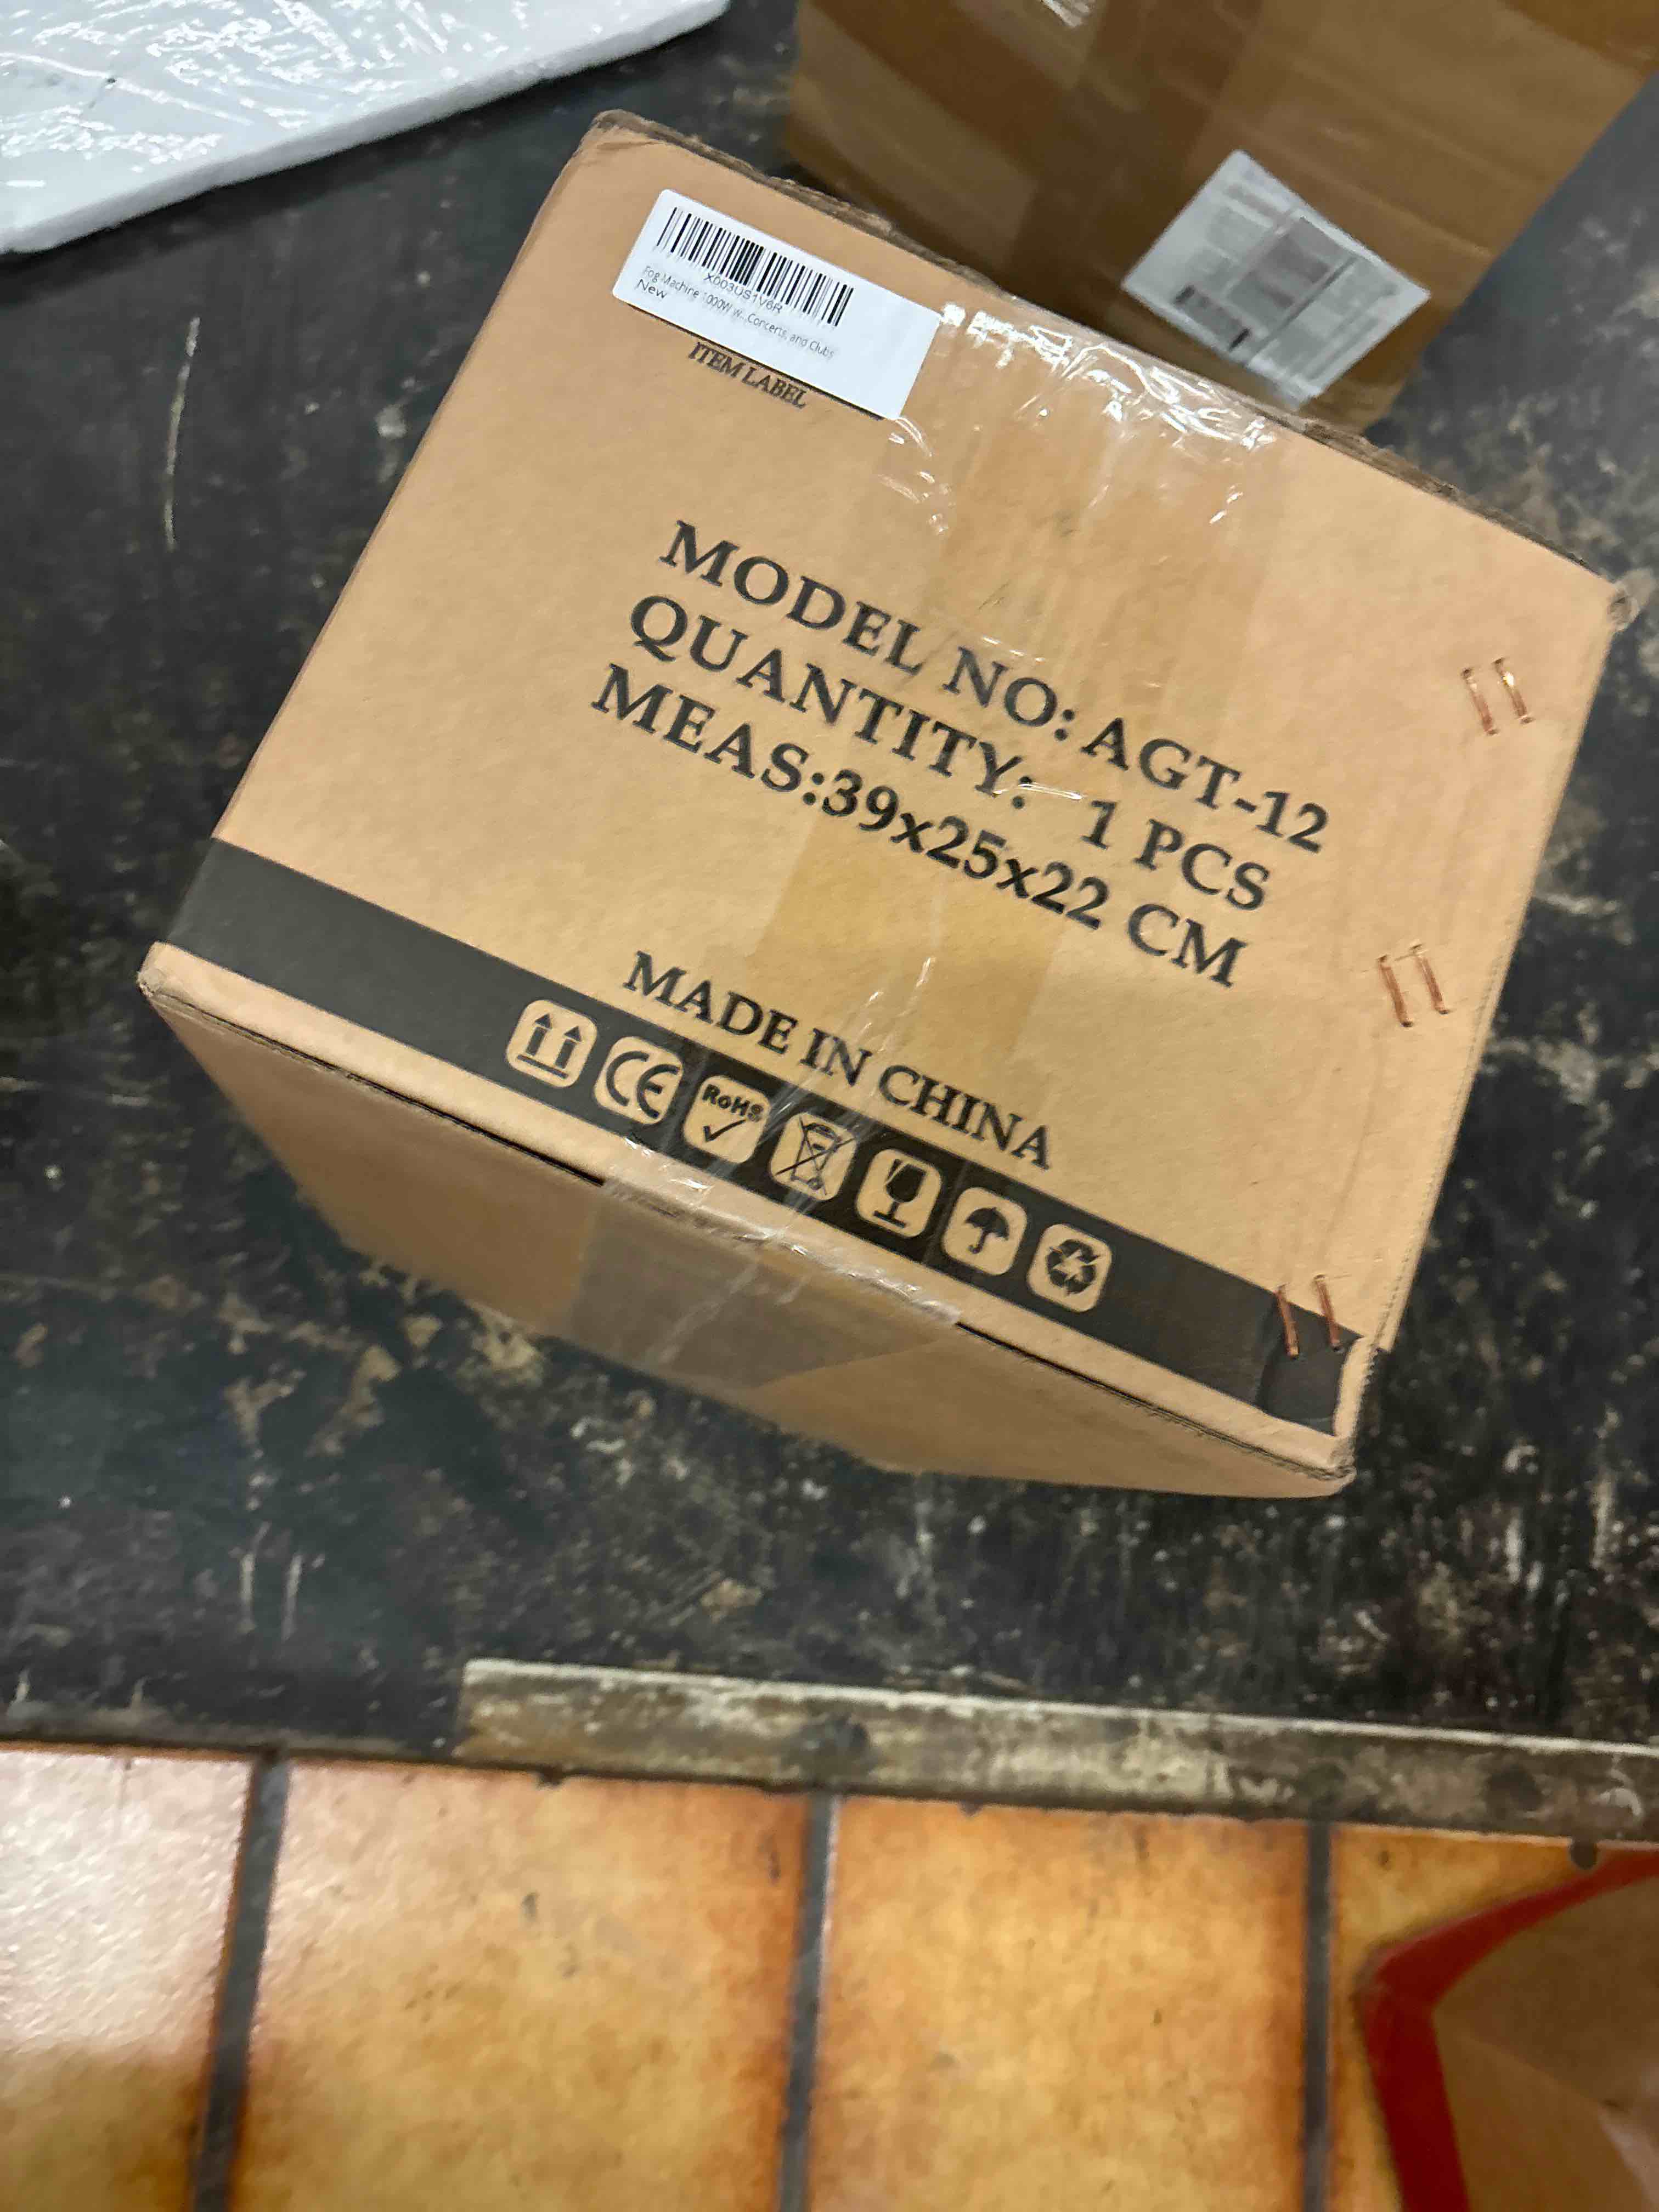 X003US1V6R
Fog Machine 1000W w...Concerts, and Clubs
New
ITEM LABEL
MODEL NO: AGT-12
QUANTITY: 1 PCS
MEAS:39x25x22 CM
MADE IN CHINA
CE
RoHS